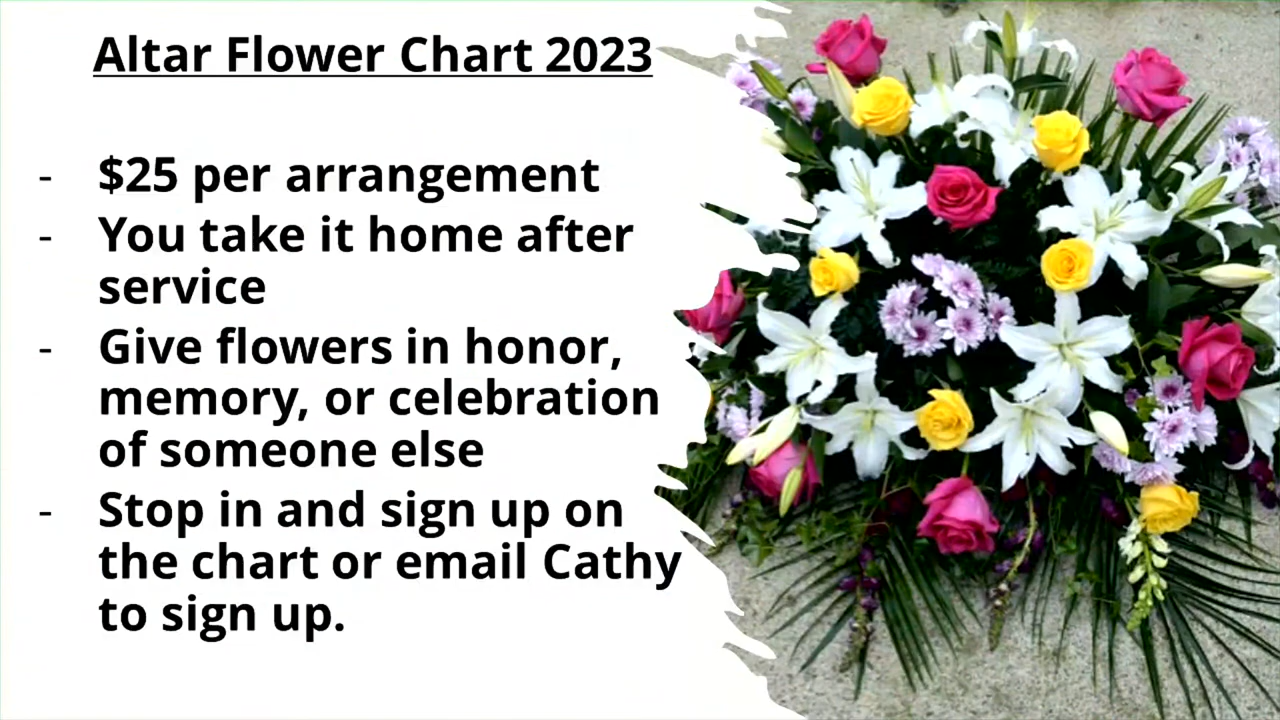 Altar Flower Chart 2023
- $25 per arrangement
- You take it home after
service
- Give flowers in honor,
memory, or celebration
of someone else
- Stop in and sign up on
the chart or email Cathy
to sign up.